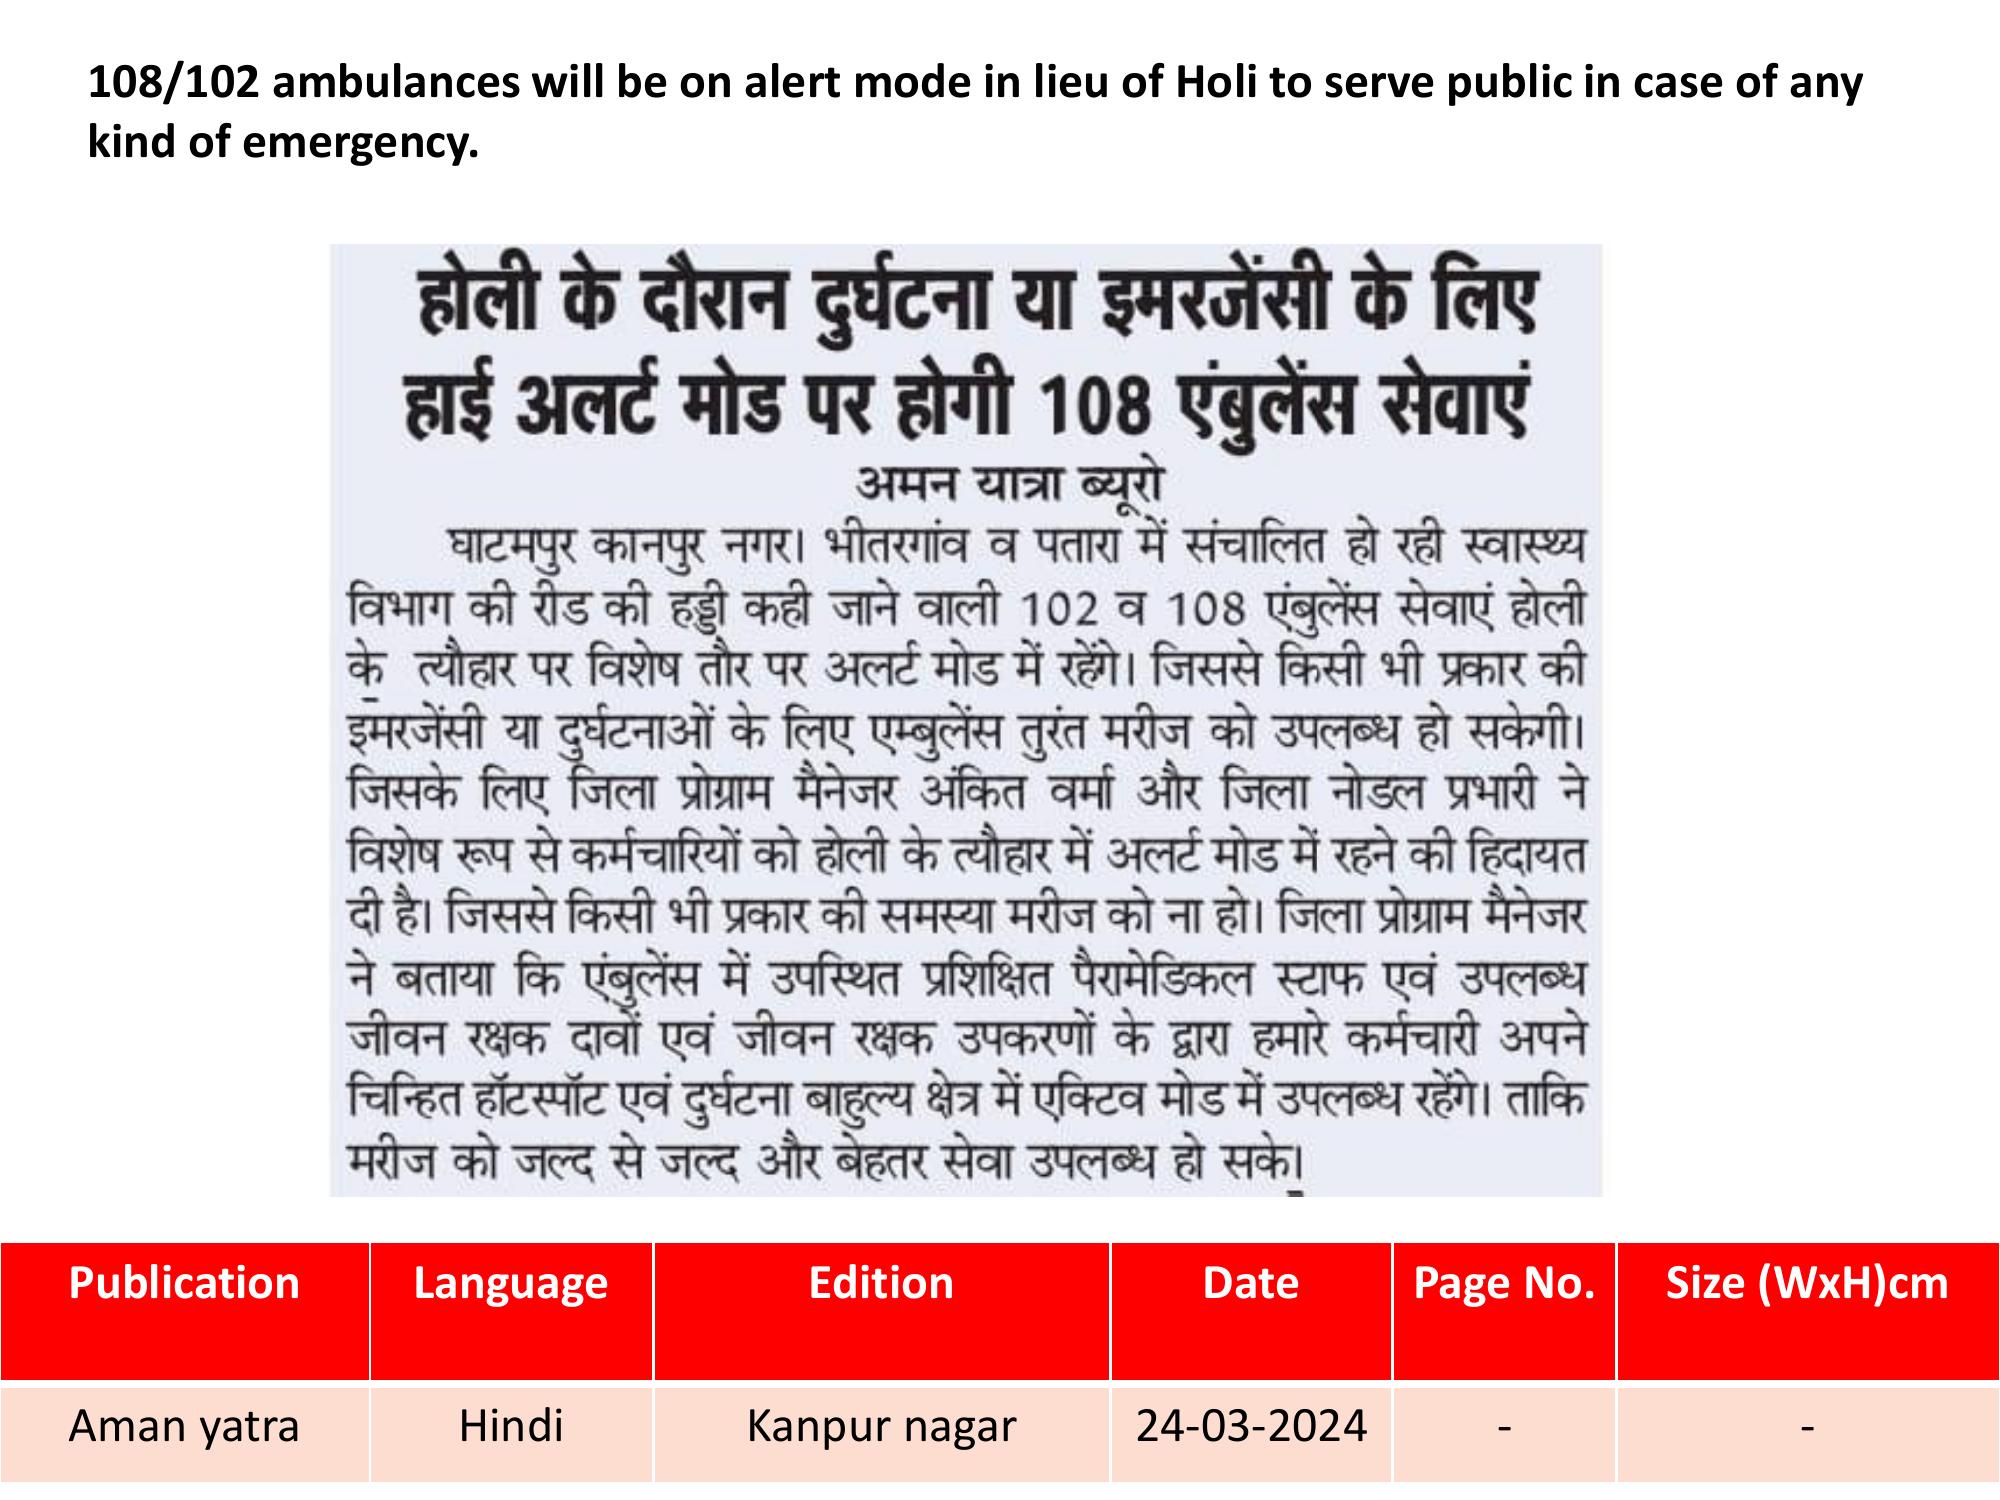 108/102 ambulances will be on alert mode in lieu of Holi to serve public in case of any
kind of emergency.
होली के दौरान दुर्घटना या इमरजेंसी के लिए
हाई अलर्ट मोड पर होगी 108 एंबुलेंस सेवाएं
अमन यात्रा ब्यूरो
घाटमपुर कानपुर नगर। भीतरगांव व पतारा में संचालित हो रही स्वास्थ्य
विभाग की रीड की हड्डी कही जाने वाली 102 व 108 एंबुलेंस सेवाएं होली
के त्यौहार पर विशेष तौर पर अलर्ट मोड में रहेंगे। जिससे किसी भी प्रकार की
इमरजेंसी या दुर्घटनाओं के लिए एम्बुलेंस तुरंत मरीज को उपलब्ध हो सकेगी।
जिसके लिए जिला प्रोग्राम मैनेजर अंकित वर्मा और जिला नोडल प्रभारी ने
विशेष रूप से कर्मचारियों को होली के त्यौहार में अलर्ट मोड में रहने की हिदायत
दी है। जिससे किसी भी प्रकार की समस्या मरीज को ना हो। जिला प्रोग्राम मैनेजर
ने बताया कि एंबुलेंस में उपस्थित प्रशिक्षित पैरामेडिकल स्टाफ एवं उपलब्ध
जीवन रक्षक दावों एवं जीवन रक्षक उपकरणों के द्वारा हमारे कर्मचारी अपने
चिन्हित हॉटस्पॉट एवं दुर्घटना बाहुल्य क्षेत्र में एक्टिव मोड में उपलब्ध रहेंगे। ताकि
मरीज को जल्द से जल्द और बेहतर सेवा उपलब्ध हो सके।
Publication Language Edition Date Page No. Size (WxH)cm
Aman yatra Hindi Kanpur nagar 24-03-2024 - -